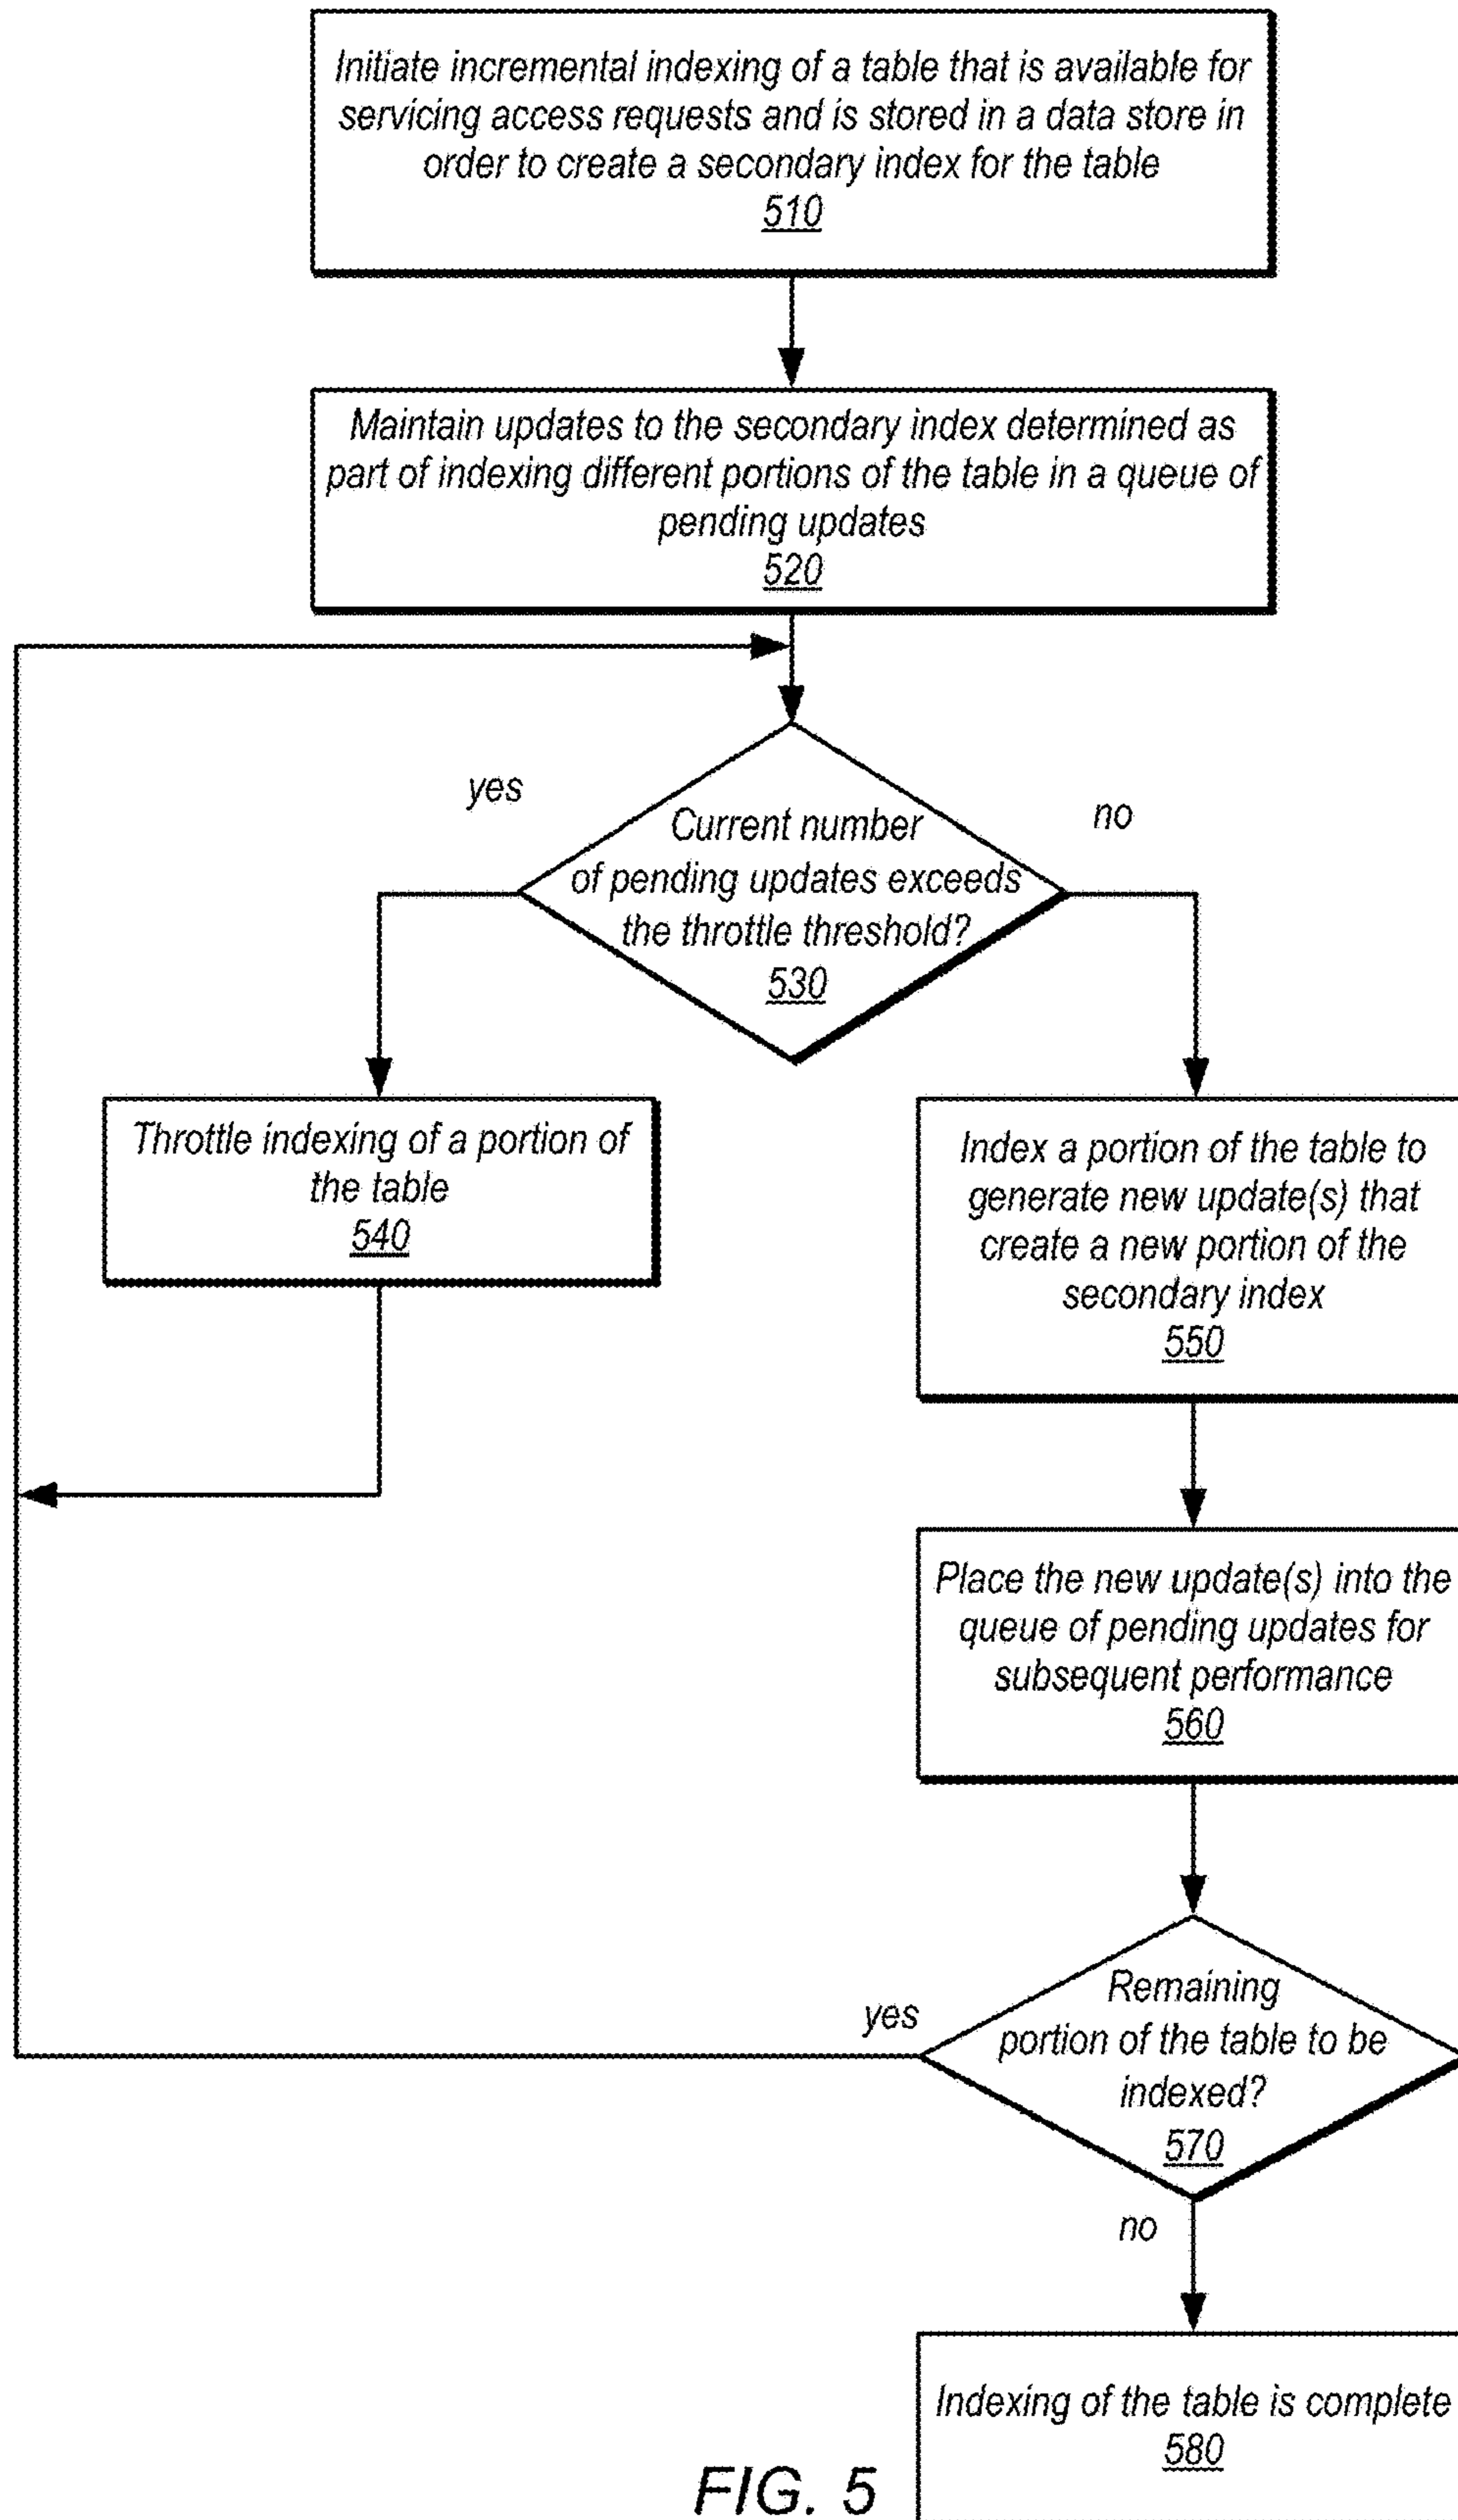 Initiate incremental indexing of a table that is available for
servicing access requests and is stored in a data store in
order to create a secondary index for the table
510
Maintain updates to the secondary index determined as
part of indexing different portions of the table in a queue of
pending updates
520
yes
no
Current number
of pending updates exceeds
the throttle threshold?
530
Throttle indexing of a portion of
the table
540
Index a portion of the table to
generate new update(s) that
create a new portion of the
secondary index
550
Place the new update(s) into the
queue of pending updates for
subsequent performance
560
yes
Remaining
portion of the table to be
indexed?
570
no
Indexing of the table is complete
580
FIG. 5